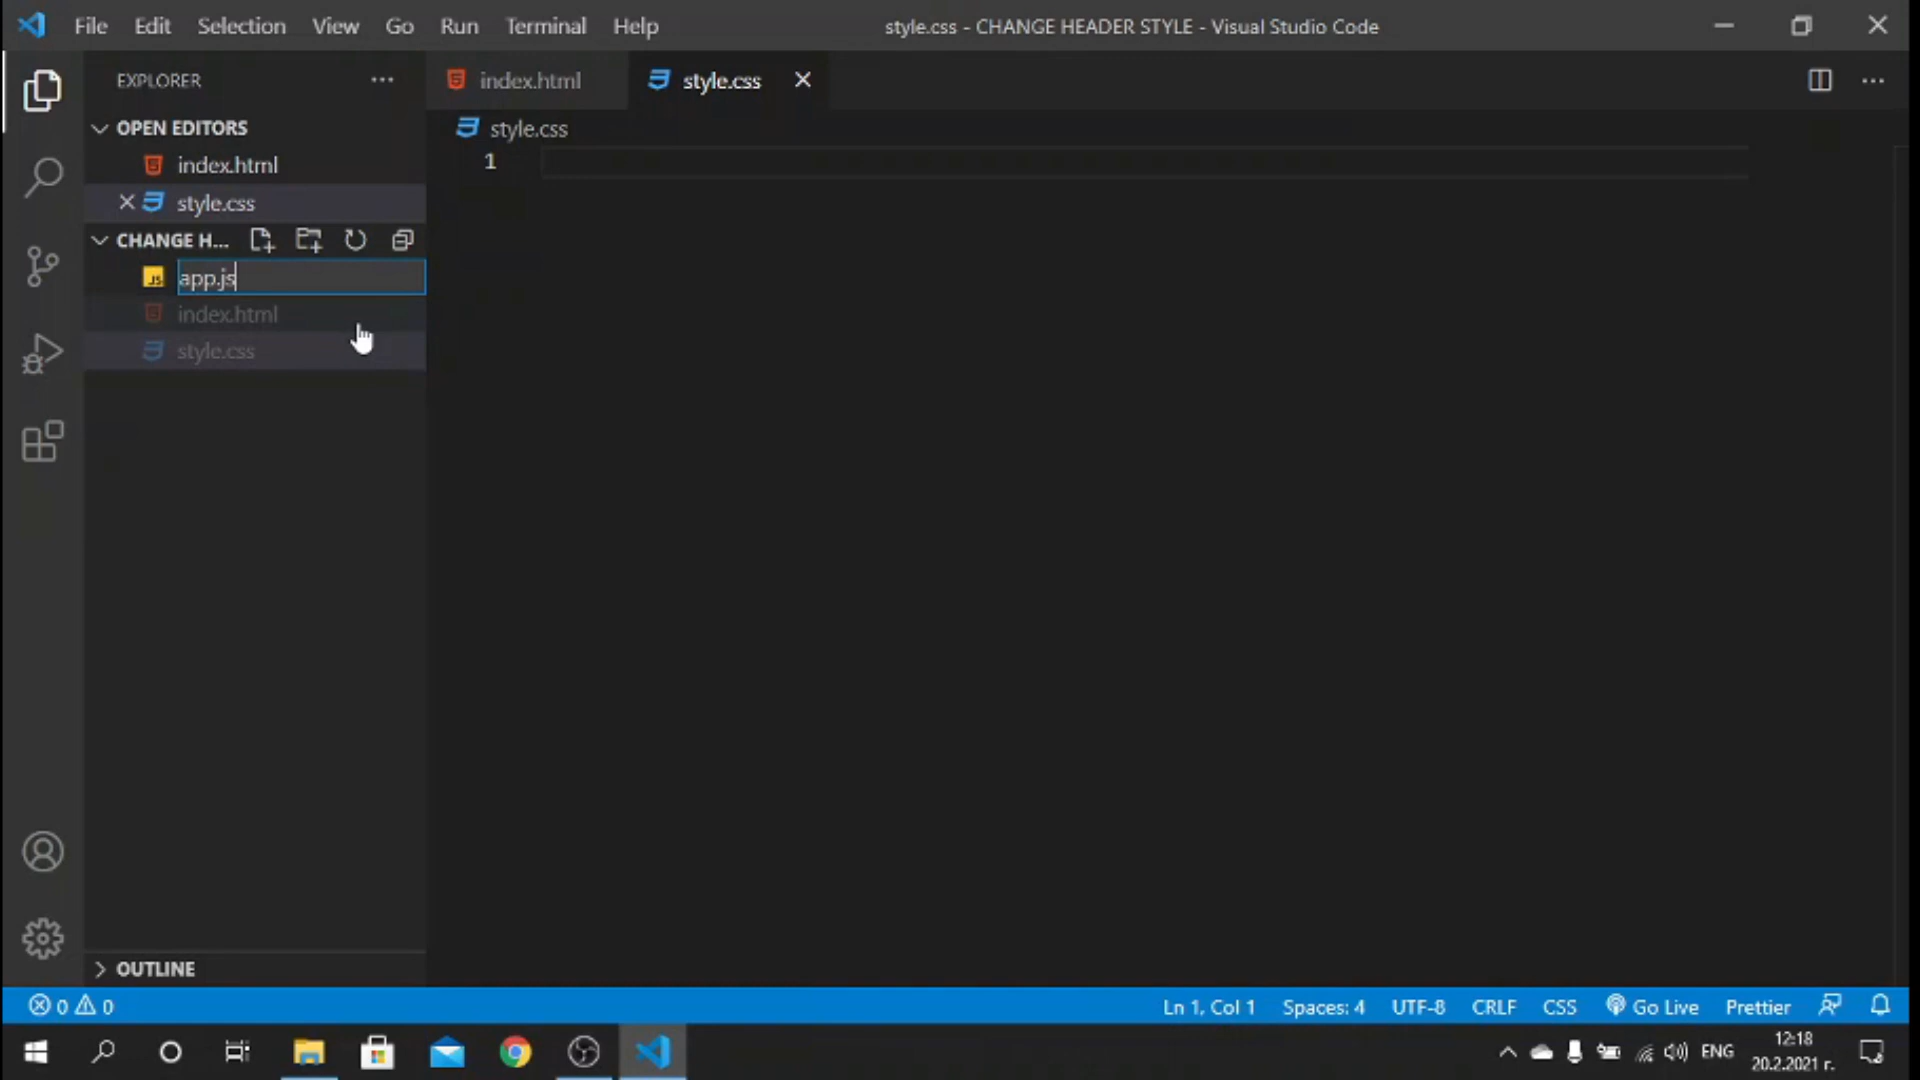 File Edit Selection View Go Run Terminal Help
style.css - CHANGE HEADER STYLE - Visual Studio Code
EXPLORER
index.html
style.css
OPEN EDITORS
index.html
style.css
CHANGE H...
app.js
index.html
style.css
style.css
1
OUTLINE
0 0
Ln 1, Col 1 Spaces: 4 UTF-8 CRLF CSS Go Live Prettier
ENG
12:18
20.2.2021 г.